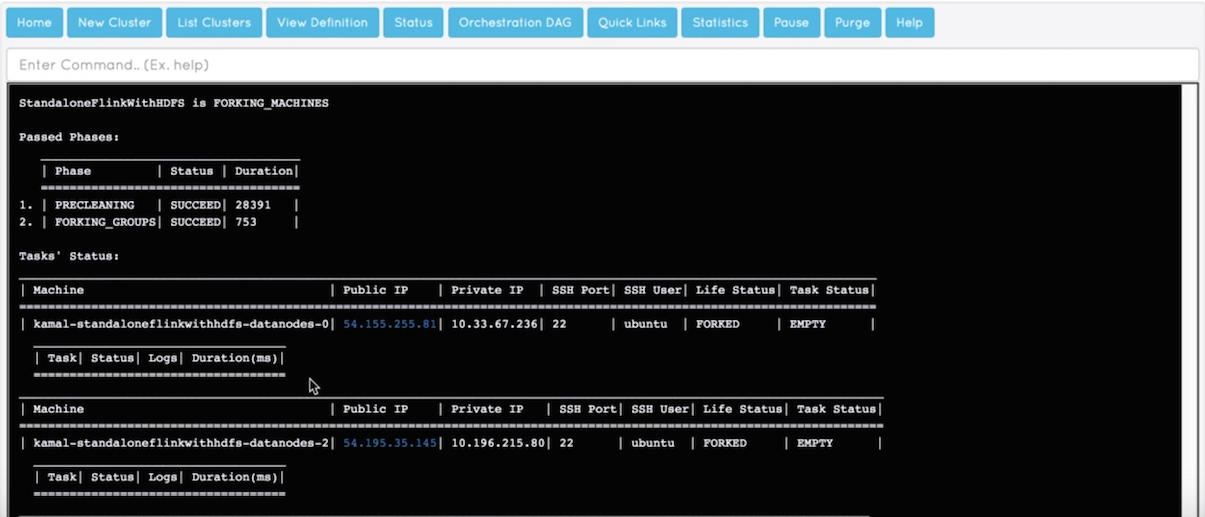 Home New Cluster List Clusters View Definition Status Orchestration DAG Quick Links Statistics Pause Purge Help
Enter Command.. (Ex. help)
StandaloneFlinkWithHDFS is FORKING_MACHINES
Passed Phases:
| Phase | Status | Duration|
1. | PRECLEANING | SUCCEED| 28391 |
2. | FORKING_GROUPS| SUCCEED| 753 |
Tasks' Status:
| Machine | Public IP | Private IP | SSH Port| SSH User| Life Status| Task Status|
| kamal-standaloneflinkwithhdfs-datanodes-0| 54.155.255.81| 10.33.67.236| 22 | ubuntu | FORKED | EMPTY |
| Task| Status| Logs| Duration(ms)|
| Machine | Public IP | Private IP | SSH Port| SSH User| Life Status| Task Status|
| kamal-standaloneflinkwithhdfs-datanodes-2| 54.195.35.145| 10.196.215.80| 22 | ubuntu | FORKED | EMPTY |
| Task| Status| Logs| Duration(ms)|